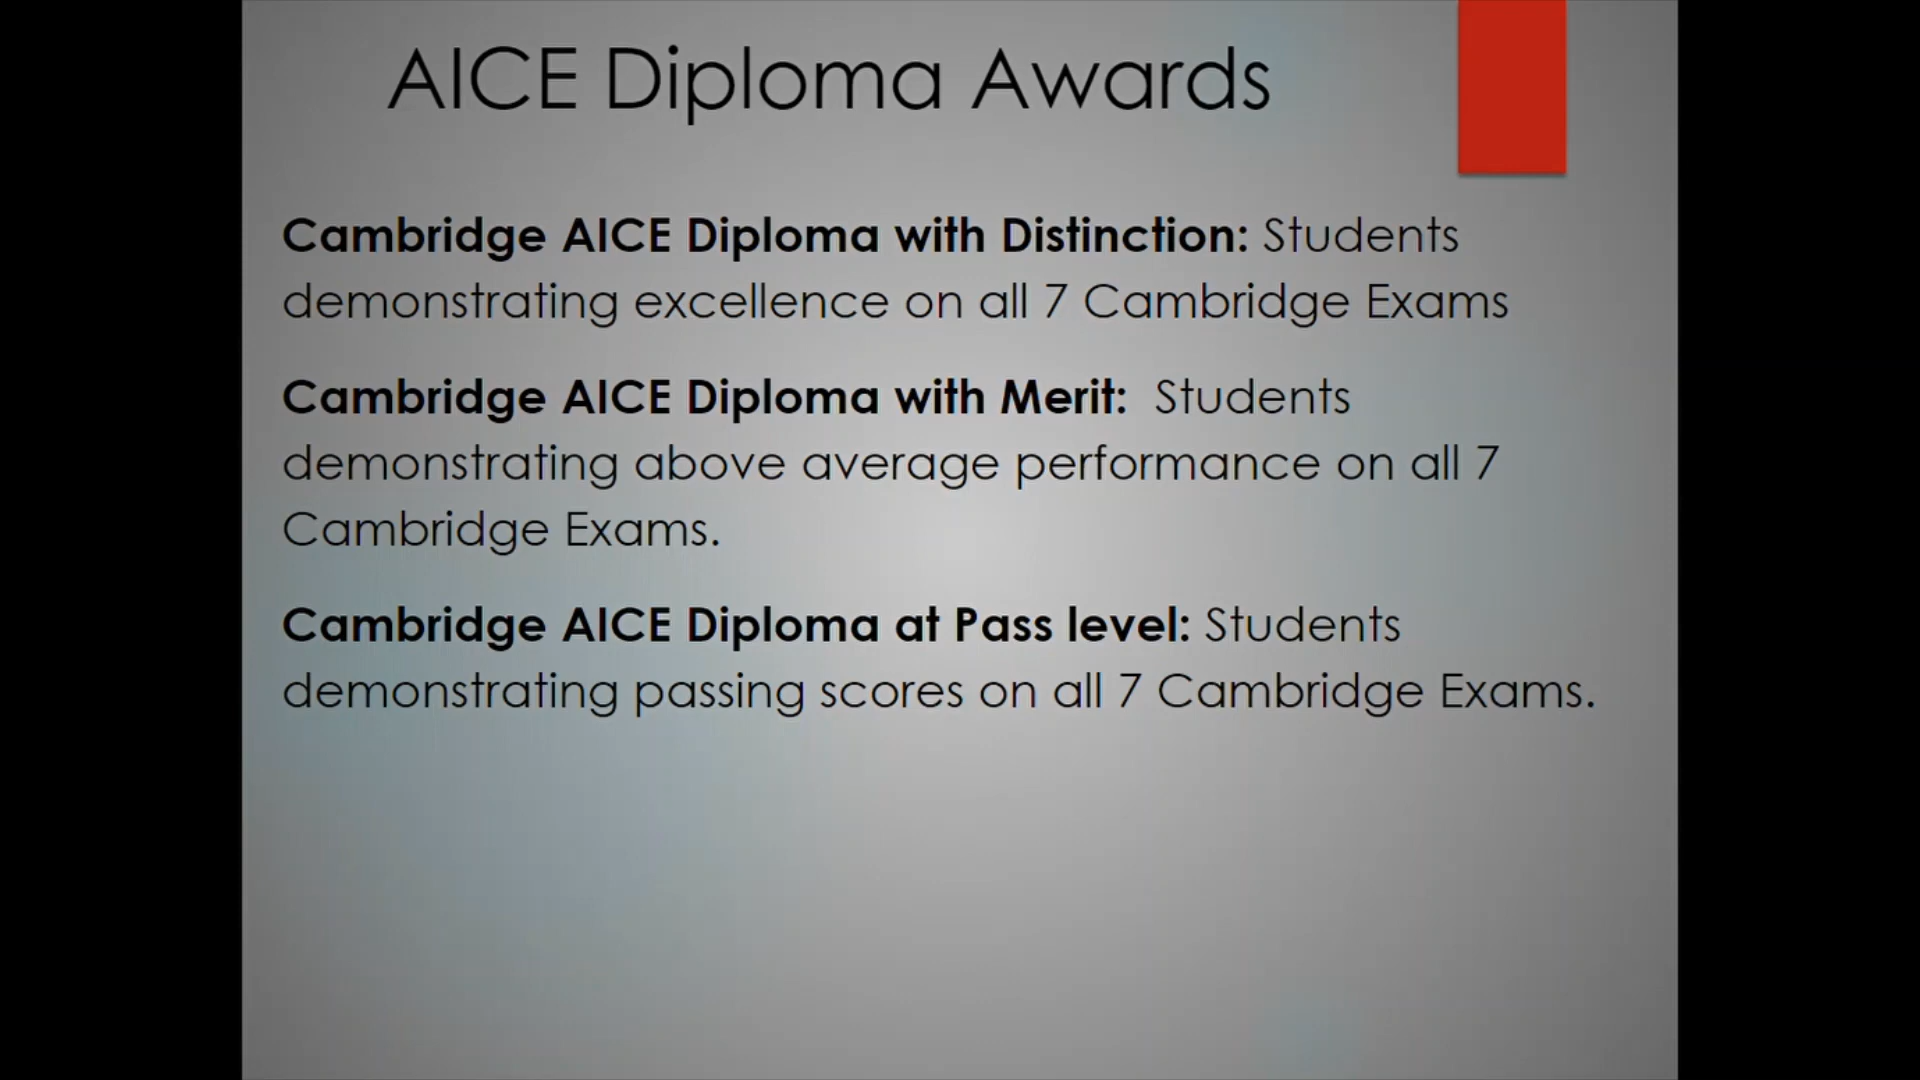 AICE Diploma Awards
Cambridge AICE Diploma with Distinction: Students
demonstrating excellence on all 7 Cambridge Exams
Cambridge AICE Diploma with Merit:  Students
demonstrating above average performance on all 7
Cambridge Exams.
Cambridge AICE Diploma at Pass level: Students
demonstrating passing scores on all 7 Cambridge Exams.